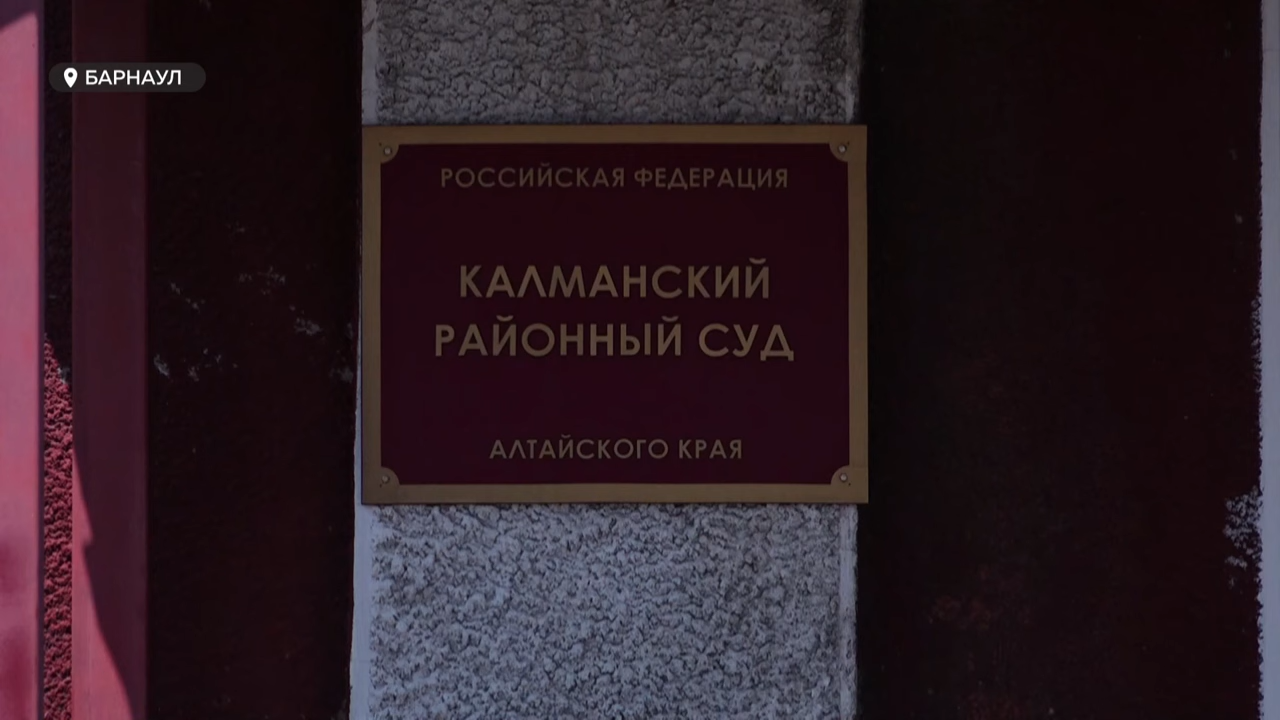 БАРНАУЛ
РОССИЙСКАЯ ФЕДЕРАЦИЯ
КАЛМАНСКИЙ
РАЙОННЫЙ СУД
АЛТАЙСКОГО КРАЯ